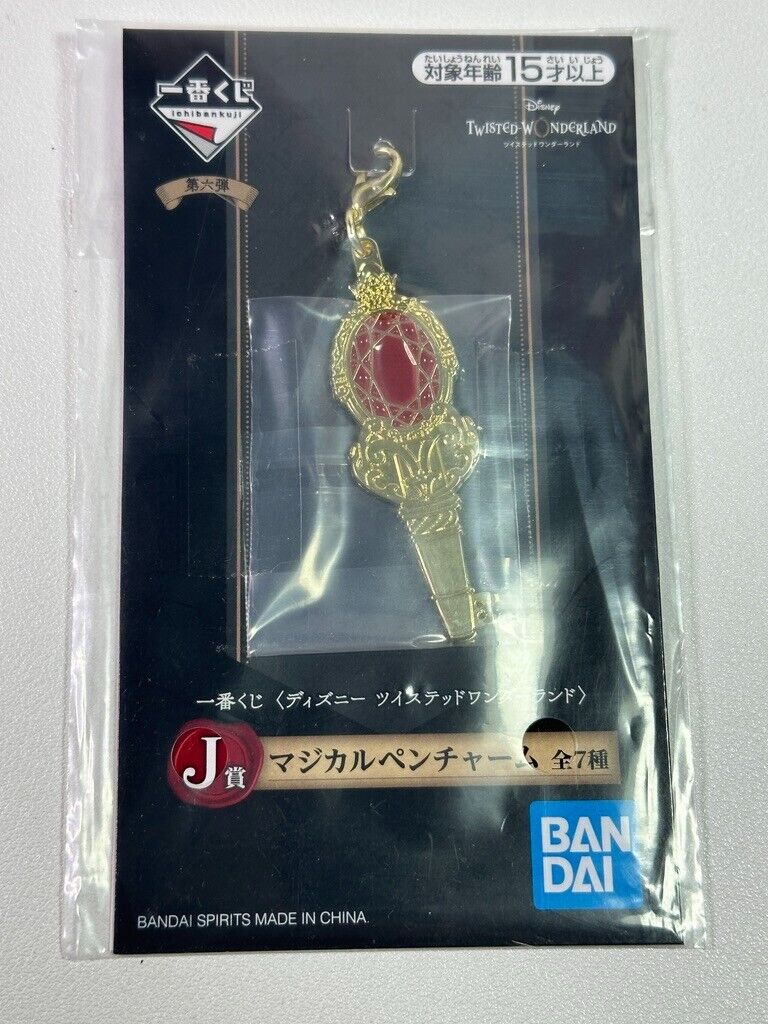 一番くじ
ichibankuji
第六弾
たいしょうねんれい さいいじょう
対象年齢 15才以上
Disney
TWISTED-WONDERLAND
ツイステッドワンダーランド
一番くじ〈ディズニー ツイステッドワンダーランド〉
J賞 マジカルペンチャーム 全7種
BAN
DAI
BANDAI SPIRITS MADE IN CHINA.